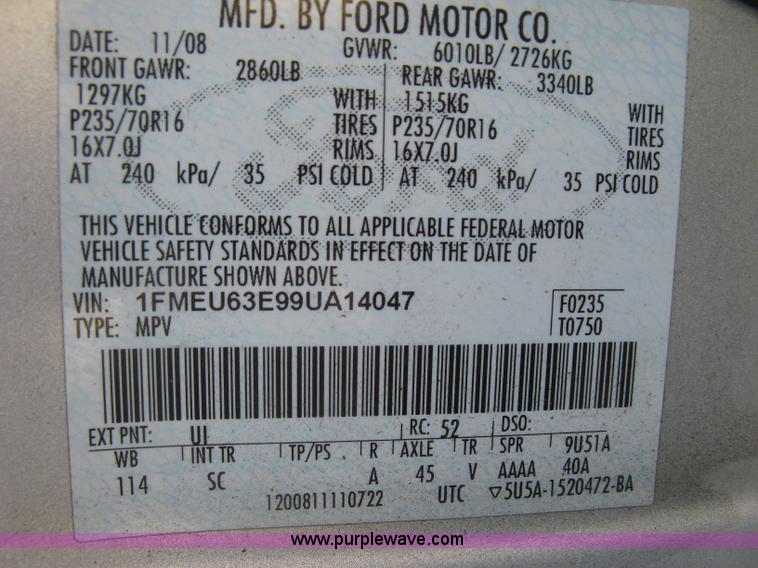 MFD. BY FORD MOTOR CO.
DATE: 11/08 GVWR: 6010LB/ 2726KG
FRONT GAWR: 2860LB REAR GAWR: 3340LB
1297KG WITH 1515KG WITH
P235/70R16 TIRES P235/70R16 TIRES
16X7.0J RIMS 16X7.0J RIMS
AT 240 kPa/ 35 PSI COLD AT 240 kPa/ 35 PSI COLD
THIS VEHICLE CONFORMS TO ALL APPLICABLE FEDERAL MOTOR
VEHICLE SAFETY STANDARDS IN EFFECT ON THE DATE OF
MANUFACTURE SHOWN ABOVE.
VIN: 1FMEU63E99UA14047 F0235
TYPE: MPV T0750
EXT PNT: UI RC: 52 DSO:
WB INT TR TP/PS R AXLE TR SPR 9U51A
114 SC A 45 V AAAA 40A
1200811110722 UTC ▽5U5A-1520472-BA
www.purplewave.com